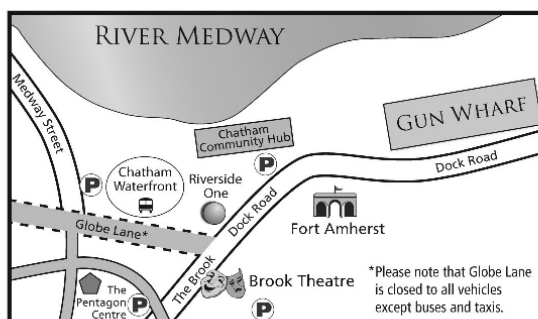 RIVER MEDWAY
Medway Street
GUN WHARF
Chatham
Community Hub
P
P
Chatham
Waterfront
Riverside
One
Dock Road
Dock Road
Fort Amherst
Globe Lane*
The Brook
Brook Theatre
The
Pentagon
Centre
P
P
*Please note that Globe Lane
is closed to all vehicles
except buses and taxis.